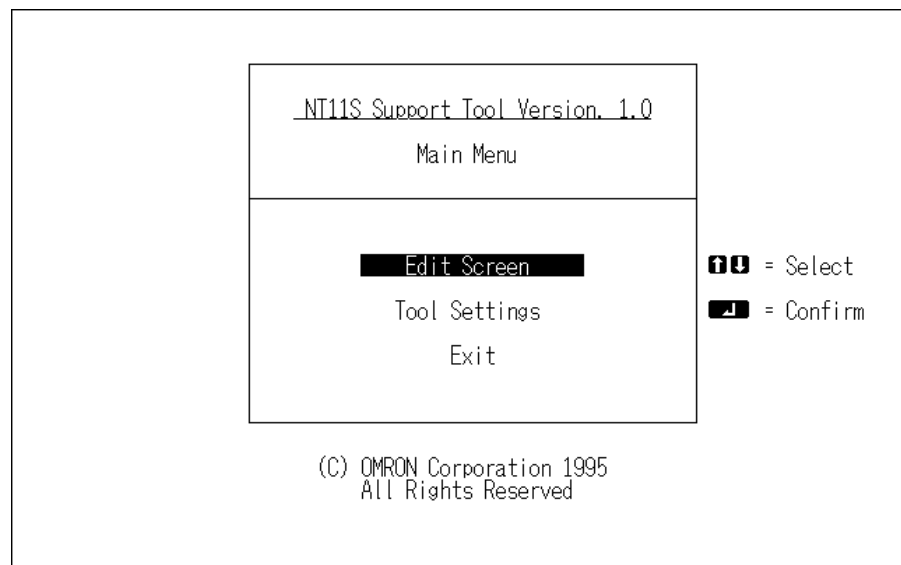 NT11S Support Tool Version. 1.0
Main Menu
Edit Screen
⬆⬇ = Select
Tool Settings
↵ = Confirm
Exit
(C) OMRON Corporation 1995
All Rights Reserved